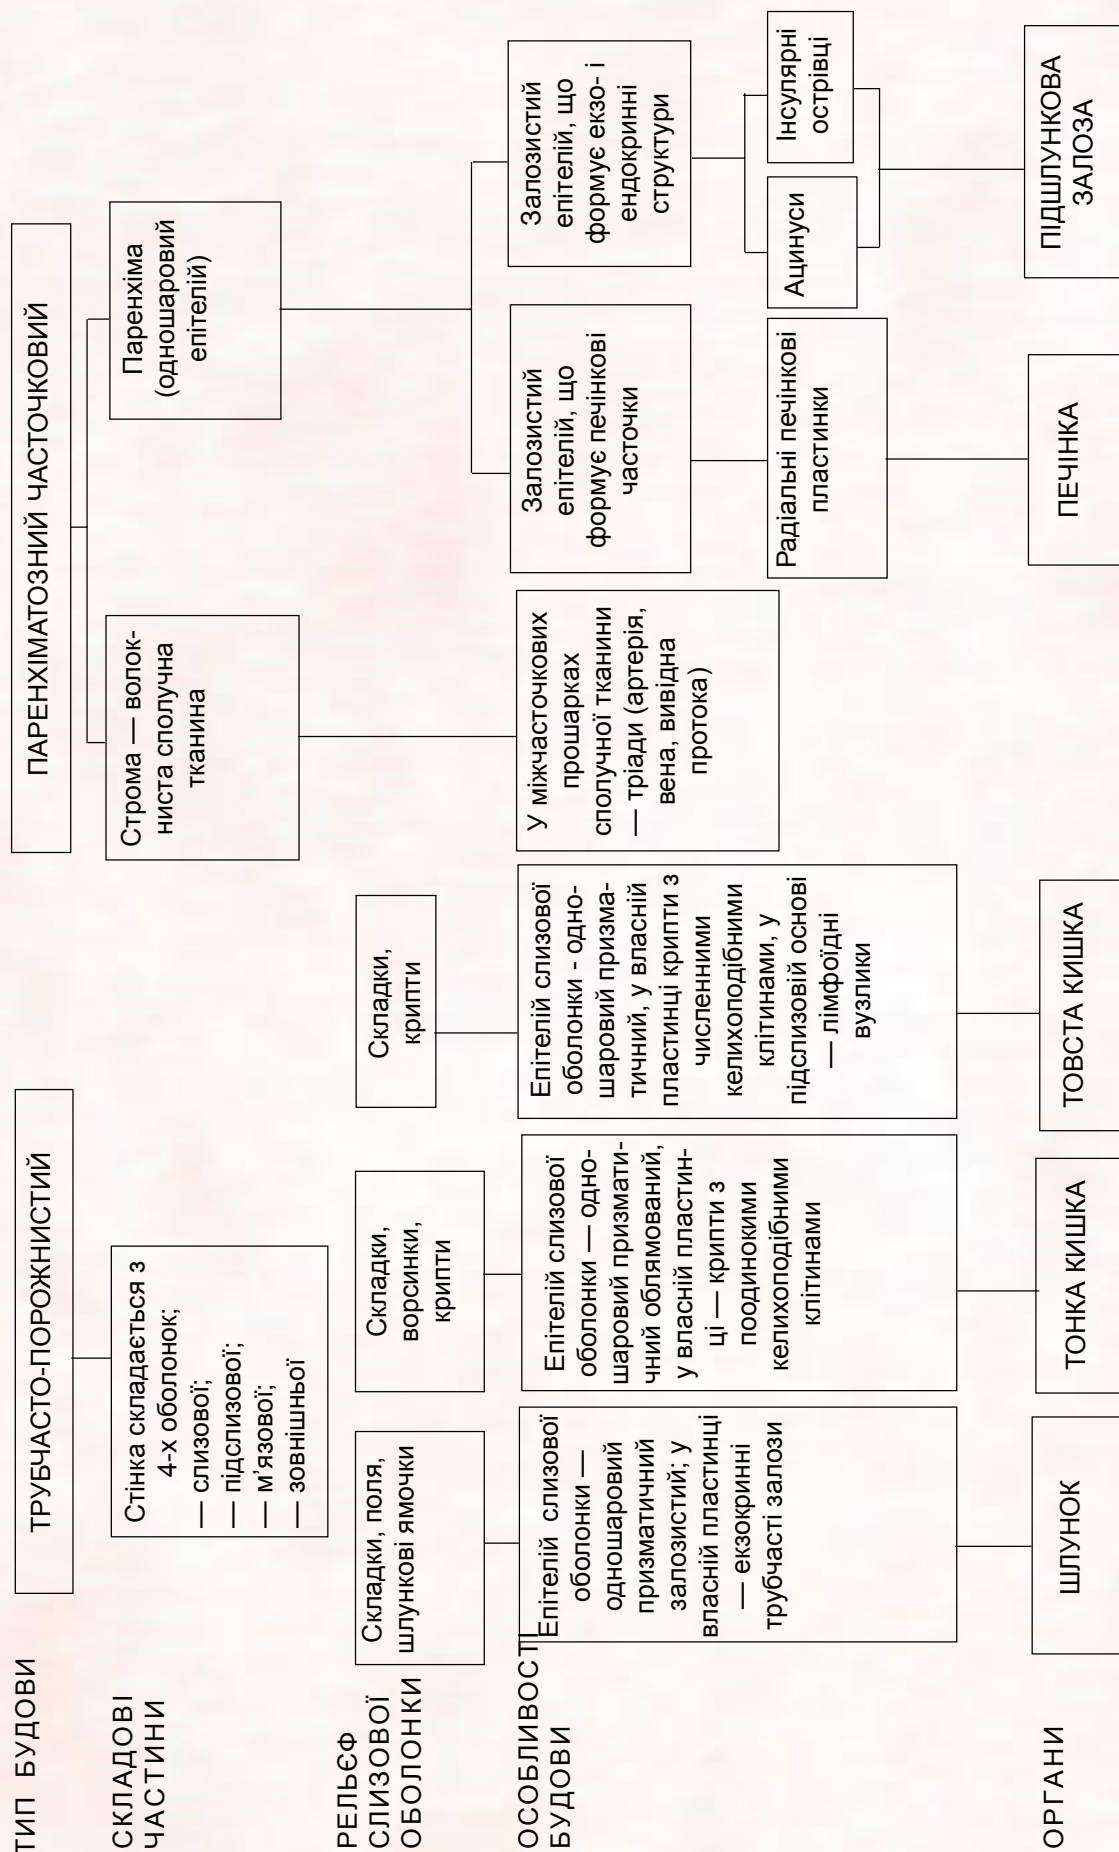 ТИП БУДОВИ
ТРУБЧАСТО-ПОРОЖНИСТИЙ
ПАРЕНХІМАТОЗНИЙ ЧАСТОЧКОВИЙ
СКЛАДОВІ
ЧАСТИНИ
Стінка складається з
4-х оболонок;
— слизової;
— підслизової;
— м’язової;
— зовнішньої
Строма — волок-
ниста сполучна
тканина
Паренхіма
(одношаровий
епітелій)
РЕЛЬЄФ
СЛИЗОВОЇ
ОБОЛОНКИ
Складки, поля,
шлункові ямочки
Складки,
ворсинки,
крипти
Складки,
крипти
ОСОБЛИВОСТІ
БУДОВИ
Епітелій слизової
оболонки —
одношаровий
призматичний
залозистий; у
власній пластинці
— екзокринні
трубчасті залози
Епітелій слизової
оболонки — одно-
шаровий призмати-
чний облямований,
у власній пластин-
ці — крипти з
поодинокими
келихоподібними
клітинами
Епітелій слизової
оболонки - одно-
шаровий призма-
тичний, у власній
пластинці крипти з
численними
келихоподібними
клітинами, у
підслизовій основі
— лімфоїдні
вузлики
У міжчасточкових
прошарках
сполучної тканини
— тріади (артерія,
вена, вивідна
протока)
Залозистий
епітелій, що
формує печінкові
часточки
Залозистий
епітелій, що
формує екзо- і
ендокринні
структури
Радіальні печінкові
пластинки
Ацинуси
Інсулярні
острівці
ОРГАНИ
ШЛУНОК
ТОНКА КИШКА
ТОВСТА КИШКА
ПЕЧІНКА
ПІДШЛУНКОВА
ЗАЛОЗА